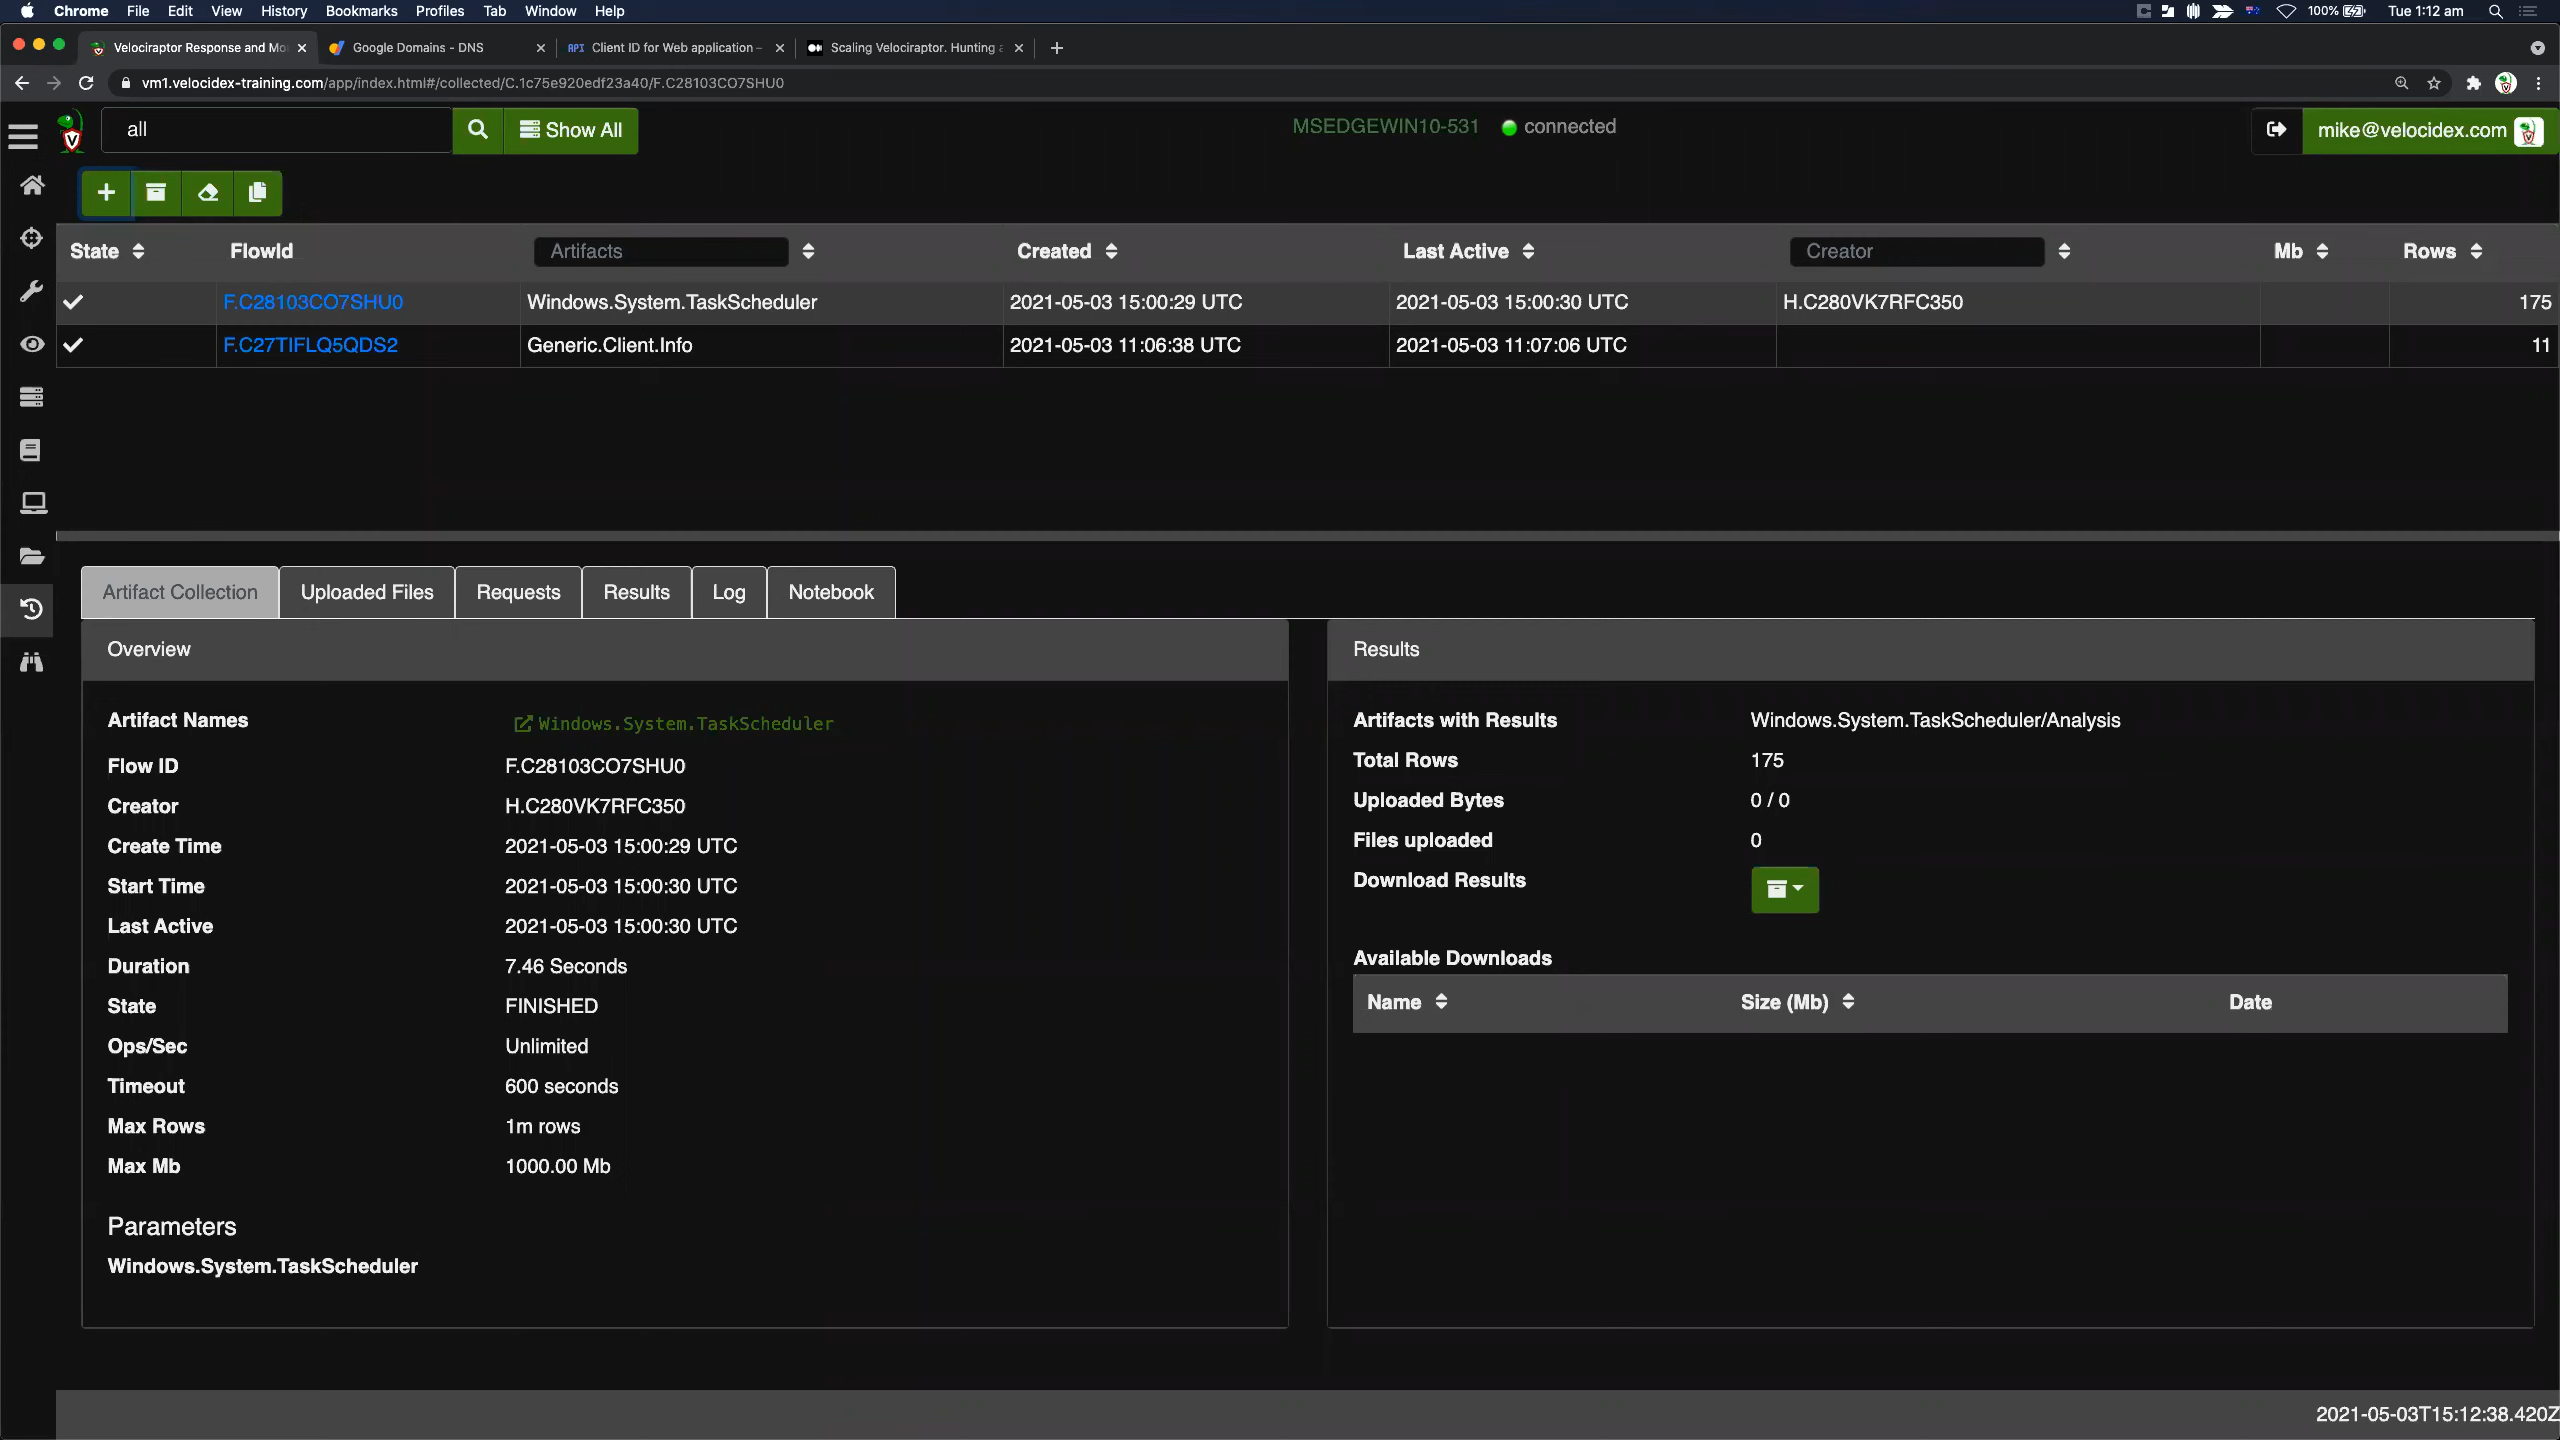 Chrome File Edit View History Bookmarks Profiles Tab Window Help 100% Tue 1:12 am
Velociraptor Response and Mo Google Domains - DNS API Client ID for Web application – Scaling Velociraptor. Hunting a
vm1.velocidex-training.com/app/index.html#/collected/C.1c75e920edf23a40/F.C28103CO7SHU0
all Show All MSEDGEWIN10-531 connected mike@velocidex.com
State FlowId Artifacts Created Last Active Creator Mb Rows
F.C28103CO7SHU0 Windows.System.TaskScheduler 2021-05-03 15:00:29 UTC 2021-05-03 15:00:30 UTC H.C280VK7RFC350 175
F.C27TIFLQ5QDS2 Generic.Client.Info 2021-05-03 11:06:38 UTC 2021-05-03 11:07:06 UTC 11
Artifact Collection Uploaded Files Requests Results Log Notebook
Overview
Artifact Names Windows.System.TaskScheduler
Flow ID F.C28103CO7SHU0
Creator H.C280VK7RFC350
Create Time 2021-05-03 15:00:29 UTC
Start Time 2021-05-03 15:00:30 UTC
Last Active 2021-05-03 15:00:30 UTC
Duration 7.46 Seconds
State FINISHED
Ops/Sec Unlimited
Timeout 600 seconds
Max Rows 1m rows
Max Mb 1000.00 Mb
Parameters
Windows.System.TaskScheduler
Results
Artifacts with Results Windows.System.TaskScheduler/Analysis
Total Rows 175
Uploaded Bytes 0 / 0
Files uploaded 0
Download Results
Available Downloads
Name Size (Mb) Date
2021-05-03T15:12:38.420Z